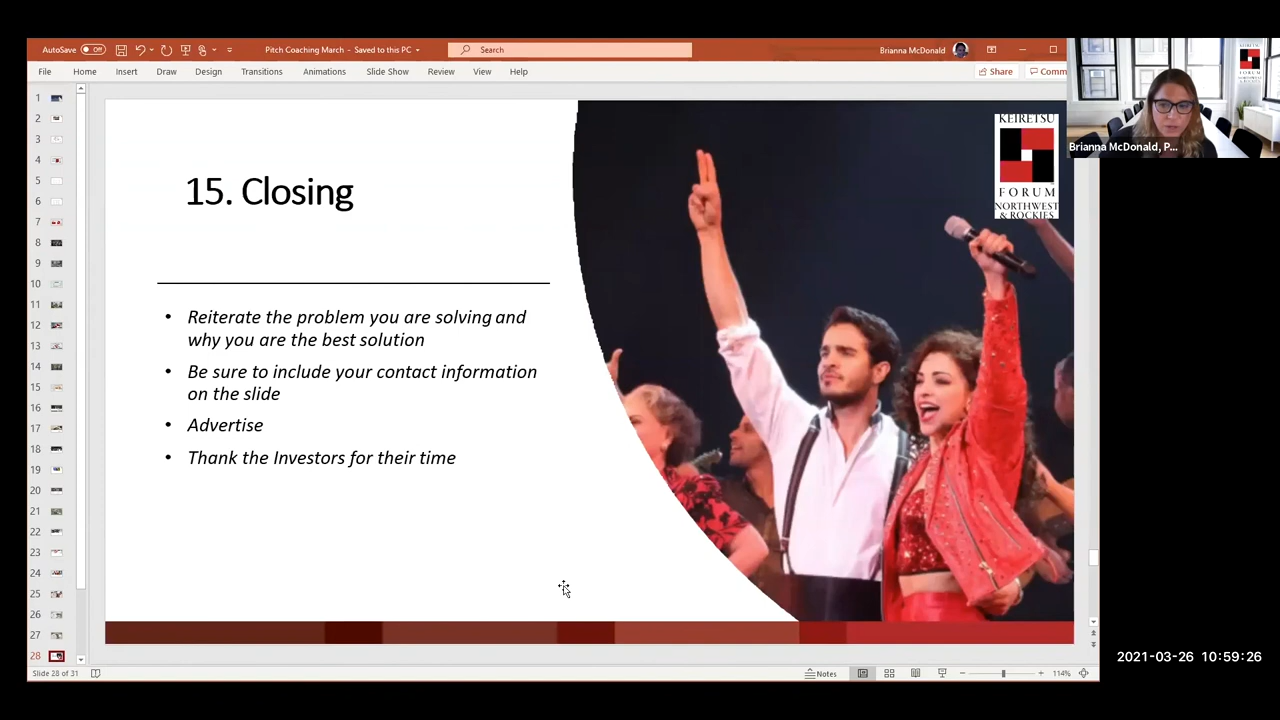 AutoSave Off
Pitch Coaching March - Saved to this PC
Search
Brianna McDonald
File Home Insert Draw Design Transitions Animations Slide Show Review View Help
Share Comm
Brianna McDonald, P...
KEIRETSU
FORUM
NORTHWEST
& ROCKIES
15. Closing
• Reiterate the problem you are solving and
why you are the best solution
• Be sure to include your contact information
on the slide
• Advertise
• Thank the Investors for their time
1
2
3
4
5
6
7
8
9
10
11
12
13
14
15
16
17
18
19
20
21
22
23
24
25
26
27
28
Slide 28 of 31
Notes
114%
2021-03-26 10:59:26